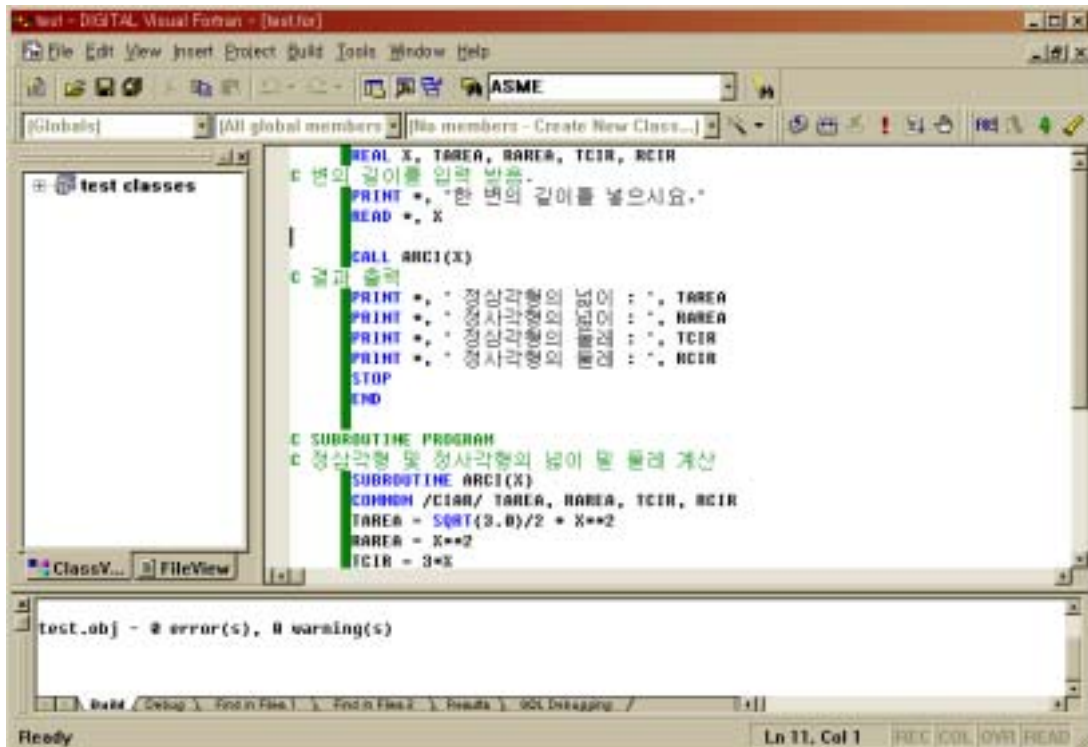 test - DIGITAL Visual Fortran - [test.for]
File Edit View Insert Project Build Tools Window Help
ASME
(Globals) (All global members (No members - Create New Class...)
test classes
REAL X, TAREA, RAREA, TCIR, RCIR
C 변의 길이를 입력 받음.
PRINT *, "한 변의 길이를 넣으시요."
READ *, X
CALL ARCI(X)
C 결과 출력
PRINT *, " 정삼각형의 넓이 : ", TAREA
PRINT *, " 정사각형의 넓이 : ", RAREA
PRINT *, " 정삼각형의 둘레 : ", TCIR
PRINT *, " 정사각형의 둘레 : ", RCIR
STOP
END
C SUBROUTINE PROGRAM
C 정삼각형 및 정사각형의 넓이 및 둘레 계산
SUBROUTINE ARCI(X)
COMMON /CIAR/ TAREA, RAREA, TCIR, RCIR
TAREA = SQRT(3.0)/2 * X**2
RAREA = X**2
TCIR = 3*X
ClassV... FileView
test.obj - 0 error(s), 0 warning(s)
Build Debug Find in Files 1 Find in Files 2 Results SQL Debugging
Ready Ln 11, Col 1 REC COL OVR READ